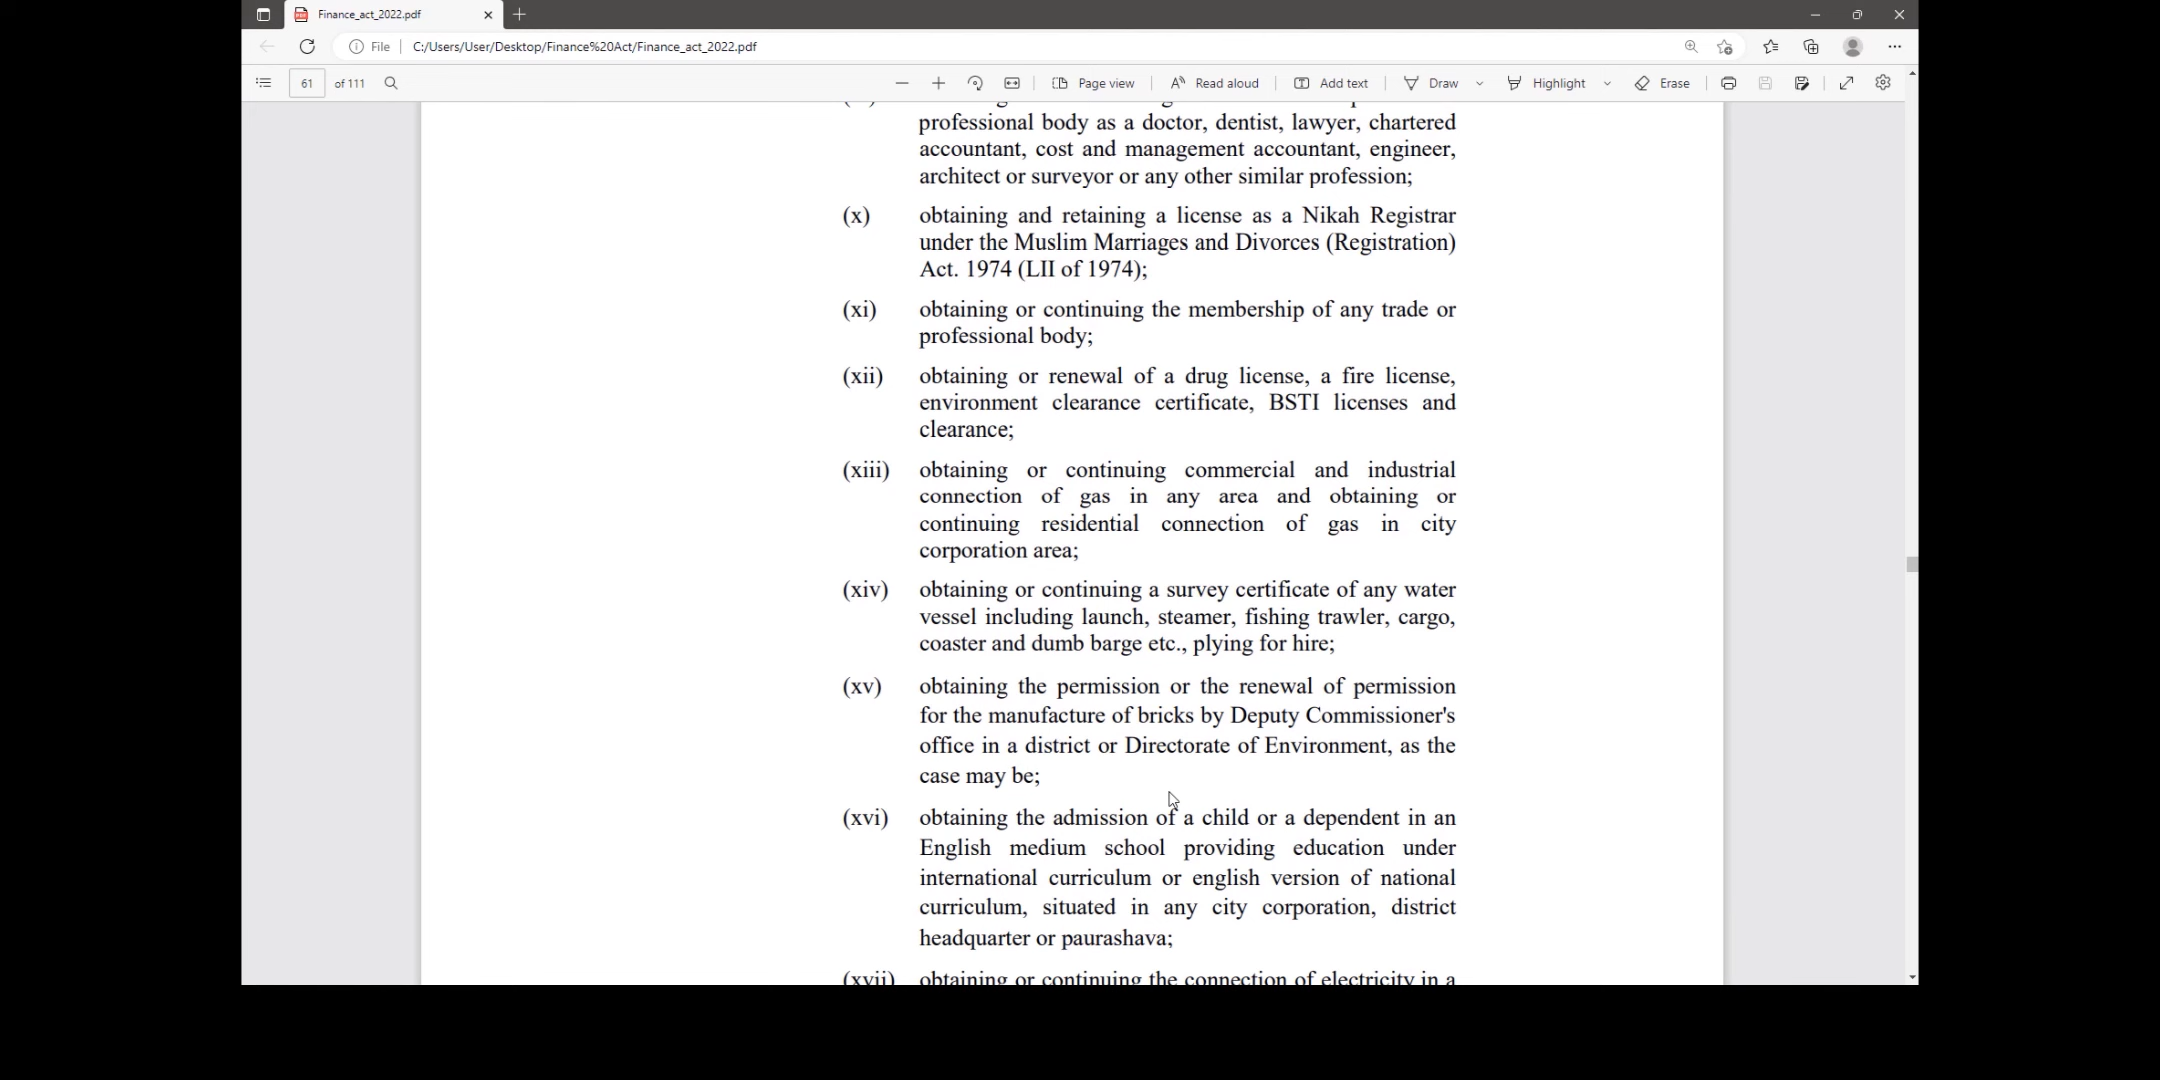 Finance_act_2022.pdf
File C:/Users/User/Desktop/Finance%20Act/Finance_act_2022.pdf
61 of 111 Page view Read aloud Add text Draw Highlight Erase
professional body as a doctor, dentist, lawyer, chartered
accountant, cost and management accountant, engineer,
architect or surveyor or any other similar profession;
(x) obtaining and retaining a license as a Nikah Registrar
under the Muslim Marriages and Divorces (Registration)
Act. 1974 (LII of 1974);
(xi) obtaining or continuing the membership of any trade or
professional body;
(xii) obtaining or renewal of a drug license, a fire license,
environment clearance certificate, BSTI licenses and
clearance;
(xiii) obtaining or continuing commercial and industrial
connection of gas in any area and obtaining or
continuing residential connection of gas in city
corporation area;
(xiv) obtaining or continuing a survey certificate of any water
vessel including launch, steamer, fishing trawler, cargo,
coaster and dumb barge etc., plying for hire;
(xv) obtaining the permission or the renewal of permission
for the manufacture of bricks by Deputy Commissioner's
office in a district or Directorate of Environment, as the
case may be;
(xvi) obtaining the admission of a child or a dependent in an
English medium school providing education under
international curriculum or english version of national
curriculum, situated in any city corporation, district
headquarter or paurashava;
(xvii) obtaining or continuing the connection of electricity in a